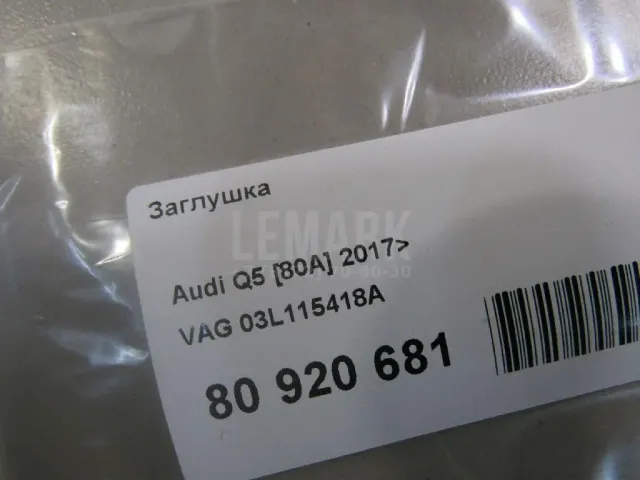 Заглушка
LEMARK
Audi Q5 [80A] 2017>
VAG 03L115418A
80 920 681